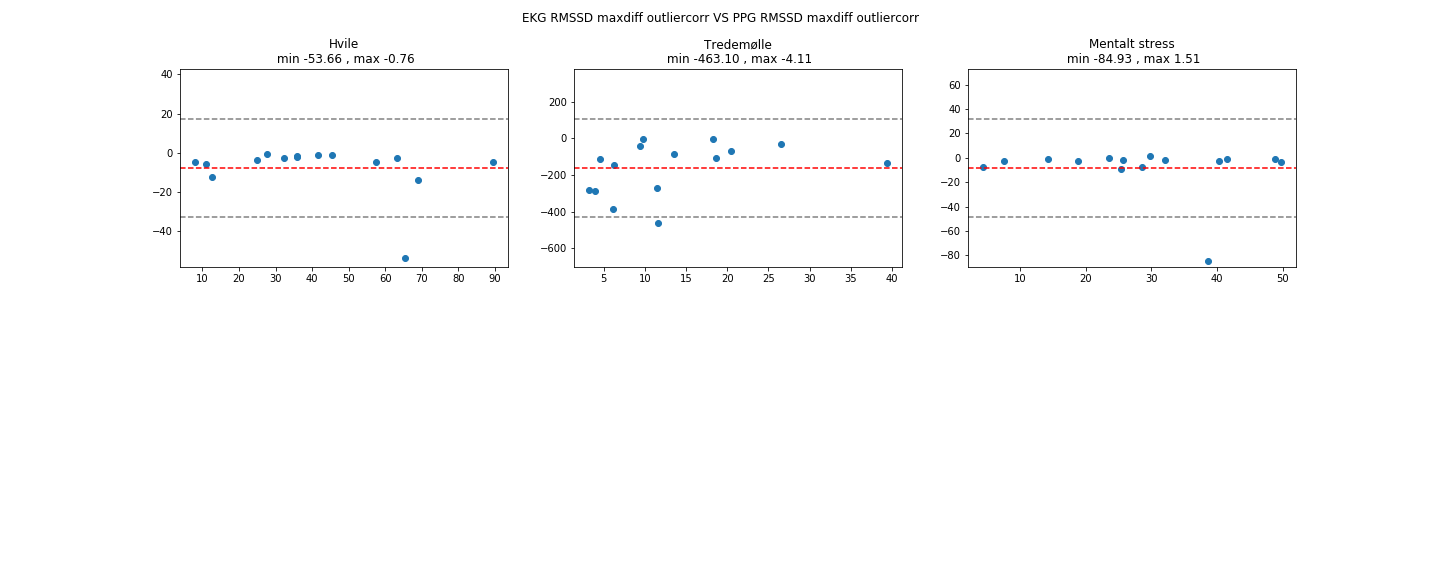 EKG RMSSD maxdiff outliercorr VS PPG RMSSD maxdiff outliercorr
Hvile
min -53.66 , max -0.76
40
20
0
−20
−40
10 20 30 40 50 60 70 80 90
Tredemølle
min -463.10 , max -4.11
200
0
−200
−400
−600
5 10 15 20 25 30 35 40
Mentalt stress
min -84.93 , max 1.51
60
40
20
0
−20
−40
−60
−80
10 20 30 40 50